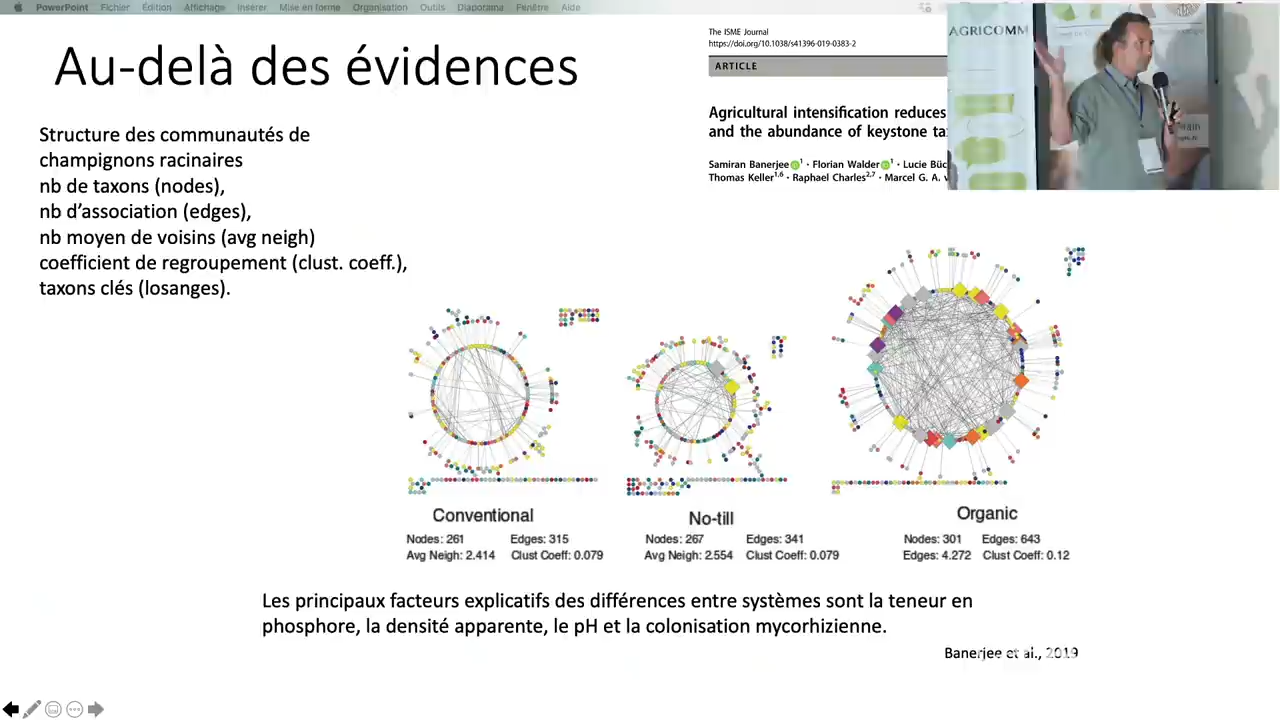 PowerPoint Fichier Édition Affichage Insérer Mise en forme Organisation Outils Diaporama Fenêtre Aide
Au-delà des évidences
The ISME Journal
https://doi.org/10.1038/s41396-019-0383-2
ARTICLE
Agricultural intensification reduces
and the abundance of keystone
Samiran Banerjee 1 · Florian Walder 1 · Lucie
Thomas Keller1,6 · Raphael Charles2,7 · Marcel G. A.
AGRICOMM
Structure des communautés de
champignons racinaires
nb de taxons (nodes),
nb d’association (edges),
nb moyen de voisins (avg neigh)
coefficient de regroupement (clust. coeff.),
taxons clés (losanges).
Conventional
Nodes: 261 Edges: 315
Avg Neigh: 2.414 Clust Coeff: 0.079
No-till
Nodes: 267 Edges: 341
Avg Neigh: 2.554 Clust Coeff: 0.079
Organic
Nodes: 301 Edges: 643
Edges: 4.272 Clust Coeff: 0.12
Les principaux facteurs explicatifs des différences entre systèmes sont la teneur en
phosphore, la densité apparente, le pH et la colonisation mycorhizienne.
Banerjee et al., 2019